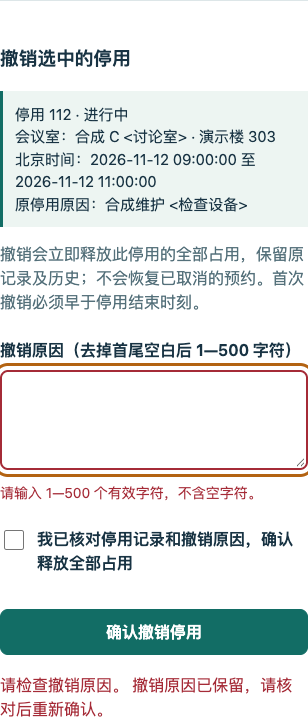 撤销选中的停用
停用 112 · 进行中
会议室：合成 C <讨论室> · 演示楼 303
北京时间：2026-11-12 09:00:00 至
2026-11-12 11:00:00
原停用原因：合成维护 <检查设备>
撤销会立即释放此停用的全部占用，保留原
记录及历史；不会恢复已取消的预约。首次
撤销必须早于停用结束时刻。
撤销原因（去掉首尾空白后 1—500 字符）
请输入 1—500 个有效字符，不含空字符。
我已核对停用记录和撤销原因，确认
释放全部占用
确认撤销停用
请检查撤销原因。 撤销原因已保留，请核
对后重新确认。